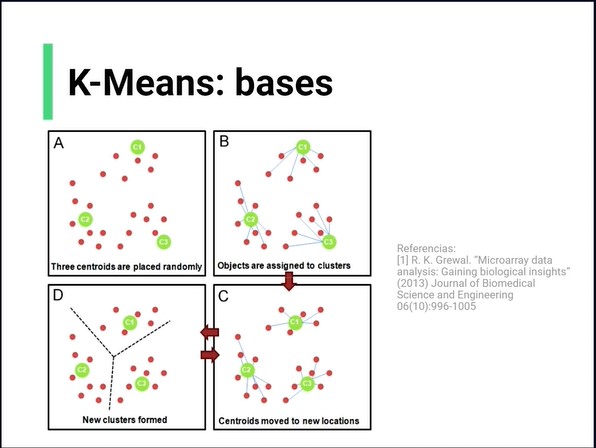 K-Means: bases
A
C1
C2
C3
Three centroids are placed randomly
B
C1
C2
C3
Objects are assigned to clusters
D
C1
C2
C3
New clusters formed
C
C1
C2
C3
Centroids moved to new locations
Referencias:
[1] R. K. Grewal. “Microarray data
analysis: Gaining biological insights”
(2013) Journal of Biomedical
Science and Engineering
06(10):996-1005